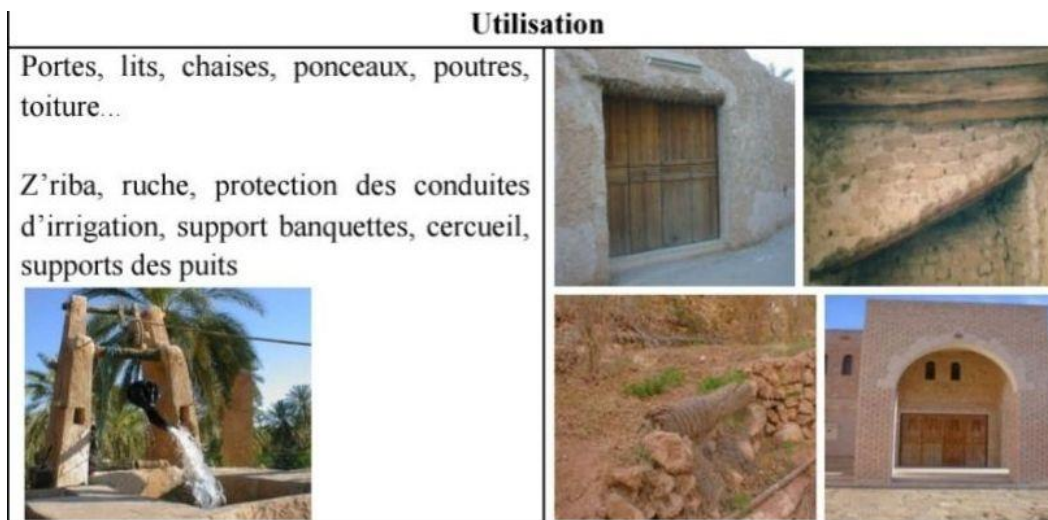 Utilisation
Portes, lits, chaises, ponceaux, poutres,
toiture...
Z'riba, ruche, protection des conduites
d'irrigation, support banquettes, cercueil,
supports des puits